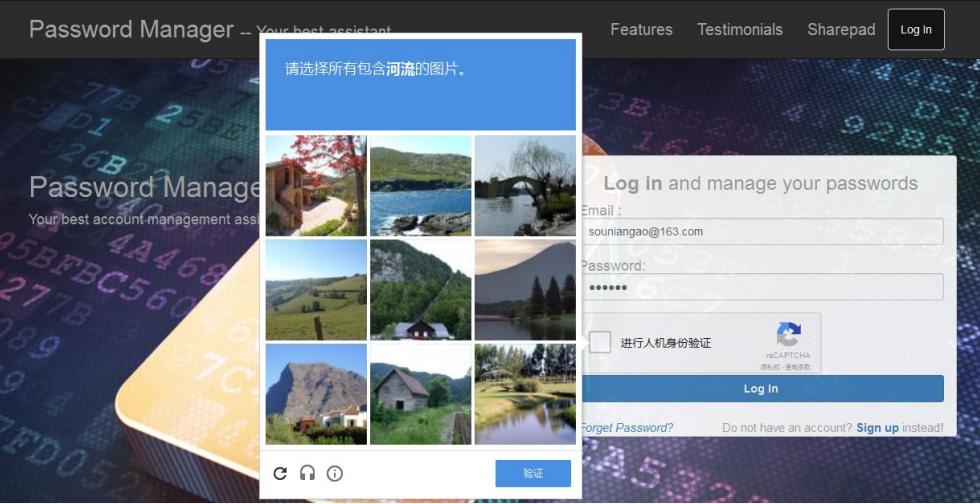 Password Manager -- Your best assistant
Features
Testimonials
Sharepad
Log In
请选择所有包含河流的图片。
Password Manage
Your best account management assi
Log in and manage your passwords
Email :
souniangao@163.com
Password:
进行人机身份验证
reCAPTCHA
隐私权 - 使用条款
Log In
Forget Password?
Do not have an account? Sign up instead!
验证